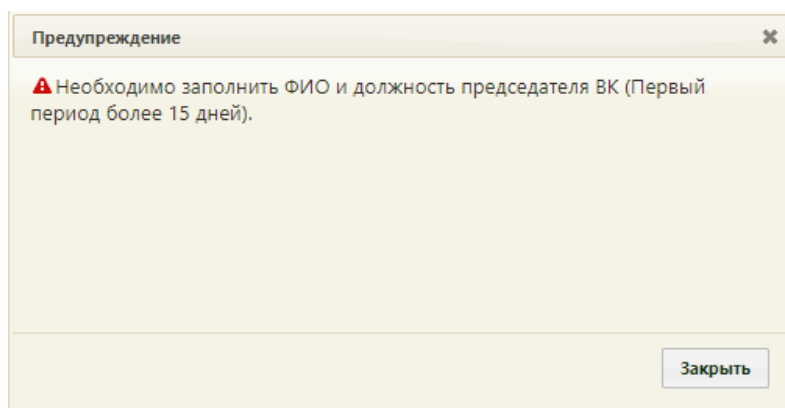 Предупреждение
Необходимо заполнить ФИО и должность председателя ВК (Первый
период более 15 дней).
Закрыть